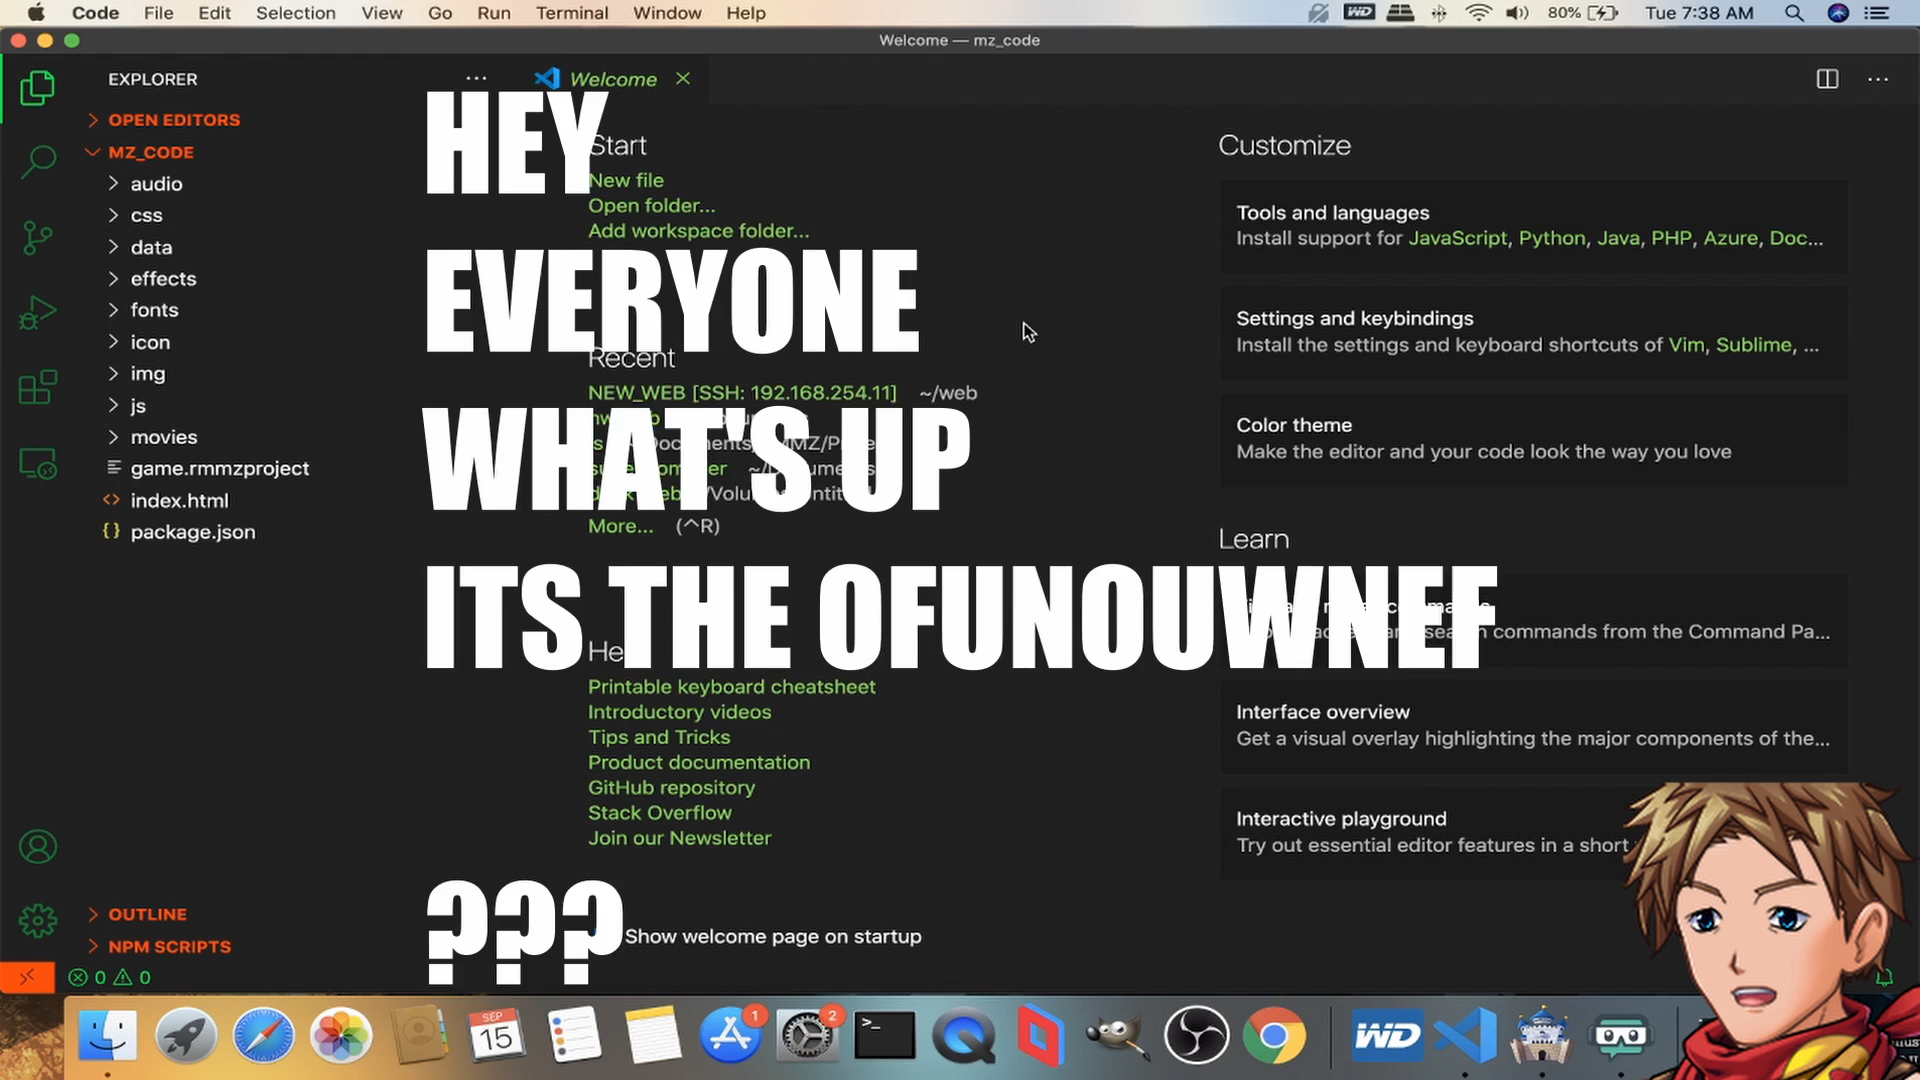 Code File Edit Selection View Go Run Terminal Window Help
80% Tue 7:38 AM
Welcome — mz_code
EXPLORER
Welcome
OPEN EDITORS
MZ_CODE
audio
css
data
effects
fonts
icon
img
js
movies
game.rmmzproject
index.html
package.json
OUTLINE
NPM SCRIPTS
0 0
HEY
EVERYONE
WHAT'S UP
ITS THE OFUNOUWNEF
???
Start
New file
Open folder...
Add workspace folder...
Recent
NEW_WEB [SSH: 192.168.254.11] ~/web
More... (^R)
Printable keyboard cheatsheet
Introductory videos
Tips and Tricks
Product documentation
GitHub repository
Stack Overflow
Join our Newsletter
Show welcome page on startup
Customize
Tools and languages
Install support for JavaScript, Python, Java, PHP, Azure, Doc...
Settings and keybindings
Install the settings and keyboard shortcuts of Vim, Sublime, ...
Color theme
Make the editor and your code look the way you love
Learn
commands from the Command Pa...
Interface overview
Get a visual overlay highlighting the major components of the...
Interactive playground
Try out essential editor features in a short
SEP
15
1
2
WD